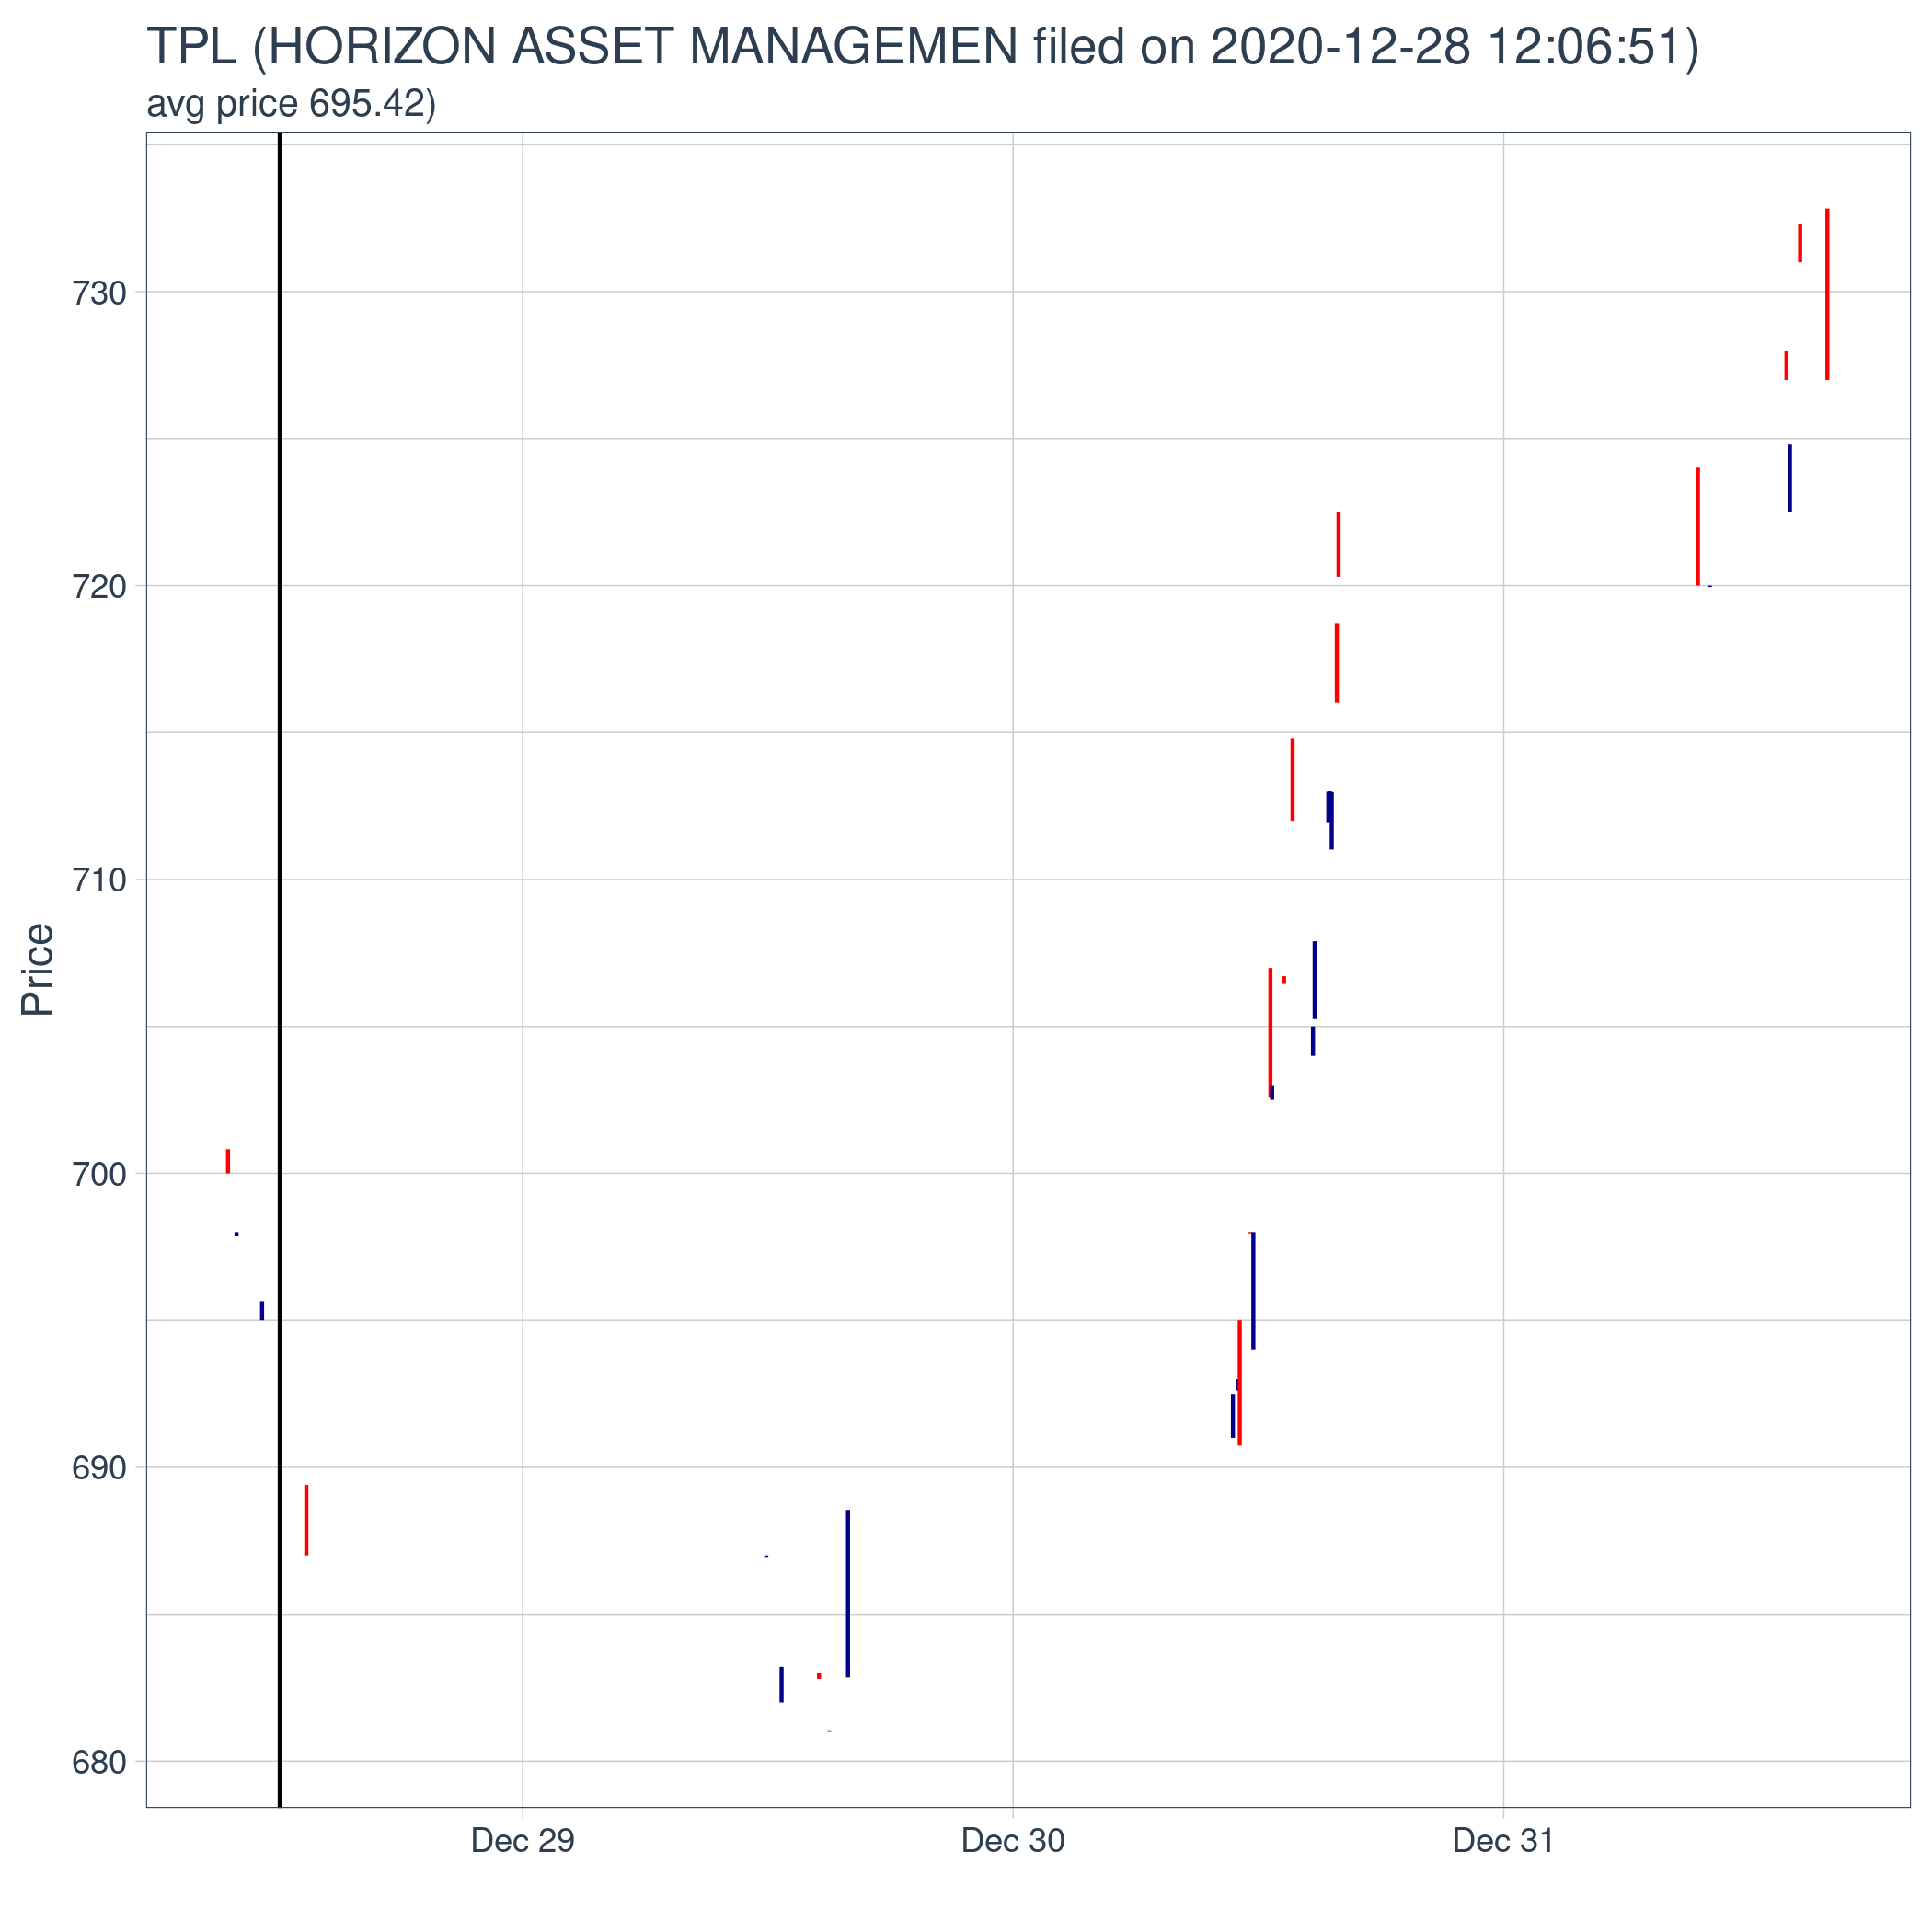 TPL (HORIZON ASSET MANAGEMEN filed on 2020-12-28 12:06:51)
avg price 695.42)
730
720
710
Price
700
690
680
Dec 29 Dec 30 Dec 31